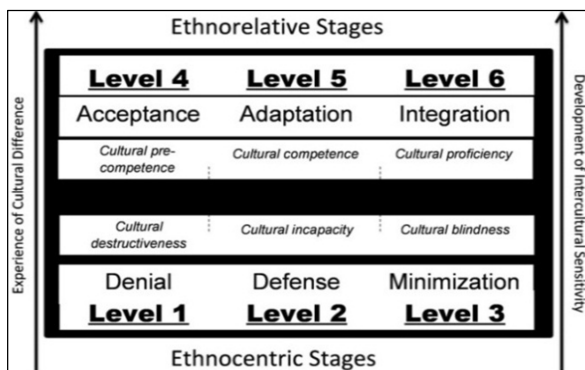 Ethnorelative Stages
Level 4 Level 5 Level 6
Acceptance Adaptation Integration
Cultural pre- Cultural competence Cultural proficiency
competence
Cultural Cultural incapacity Cultural blindness
destructiveness
Denial Defense Minimization
Level 1 Level 2 Level 3
Ethnocentric Stages
Experience of Cultural Difference
Development of Intercultural
Sensitivity